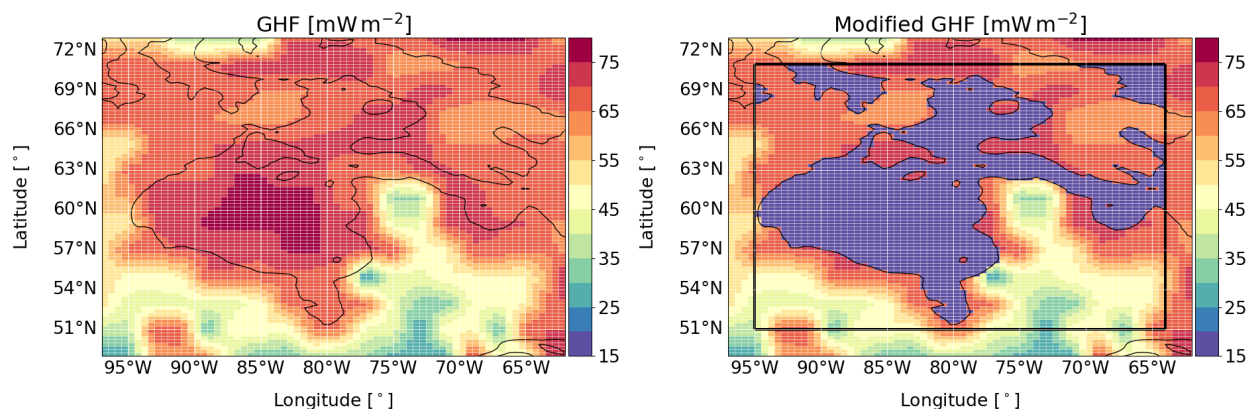 GHF [mW m−2]
72°N
69°N
66°N
63°N
60°N
57°N
54°N
51°N
Latitude [°]
95°W 90°W 85°W 80°W 75°W 70°W 65°W
Longitude [°]
75
65
55
45
35
25
15
Modified GHF [mW m−2]
72°N
69°N
66°N
63°N
60°N
57°N
54°N
51°N
Latitude [°]
95°W 90°W 85°W 80°W 75°W 70°W 65°W
Longitude [°]
75
65
55
45
35
25
15